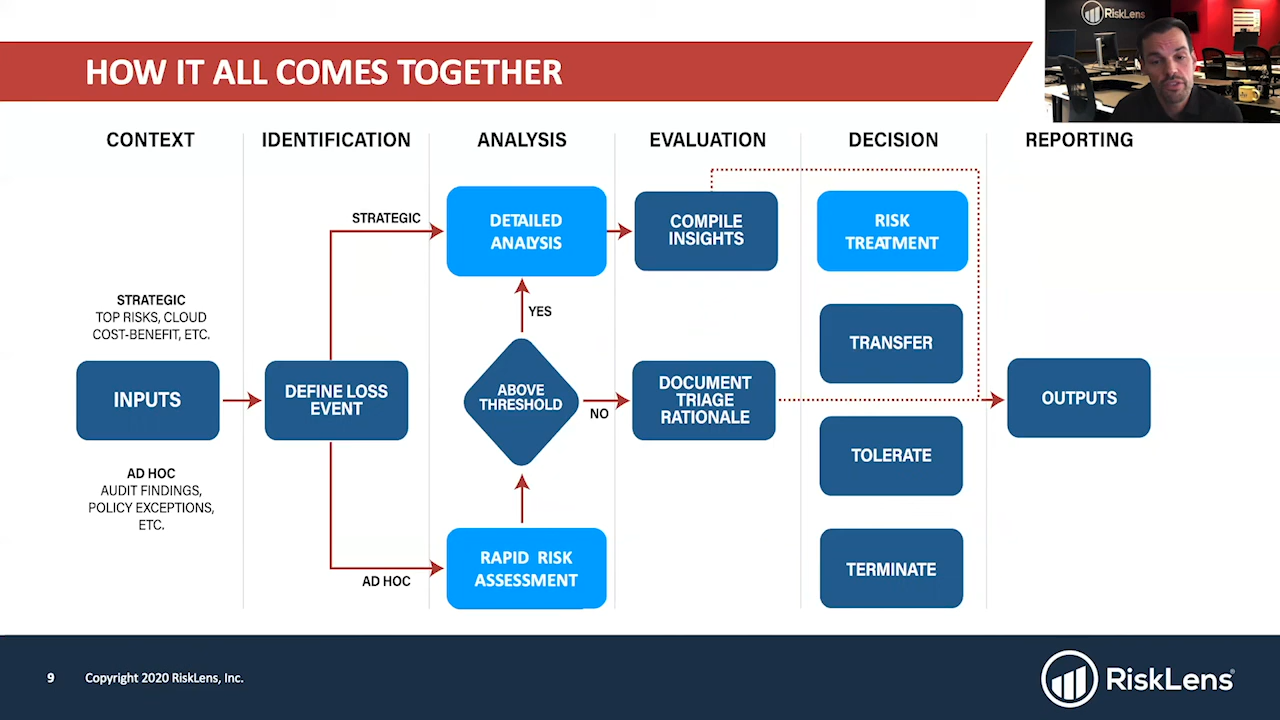 RiskLens
HOW IT ALL COMES TOGETHER
CONTEXT
IDENTIFICATION
ANALYSIS
EVALUATION
DECISION
REPORTING
STRATEGIC
TOP RISKS, CLOUD
COST-BENEFIT, ETC.
INPUTS
AD HOC
AUDIT FINDINGS,
POLICY EXCEPTIONS,
ETC.
DEFINE LOSS
EVENT
STRATEGIC
AD HOC
DETAILED
ANALYSIS
YES
ABOVE
THRESHOLD
NO
RAPID RISK
ASSESSMENT
COMPILE
INSIGHTS
DOCUMENT
TRIAGE
RATIONALE
RISK
TREATMENT
TRANSFER
TOLERATE
TERMINATE
OUTPUTS
9
Copyright 2020 RiskLens, Inc.
RiskLens®